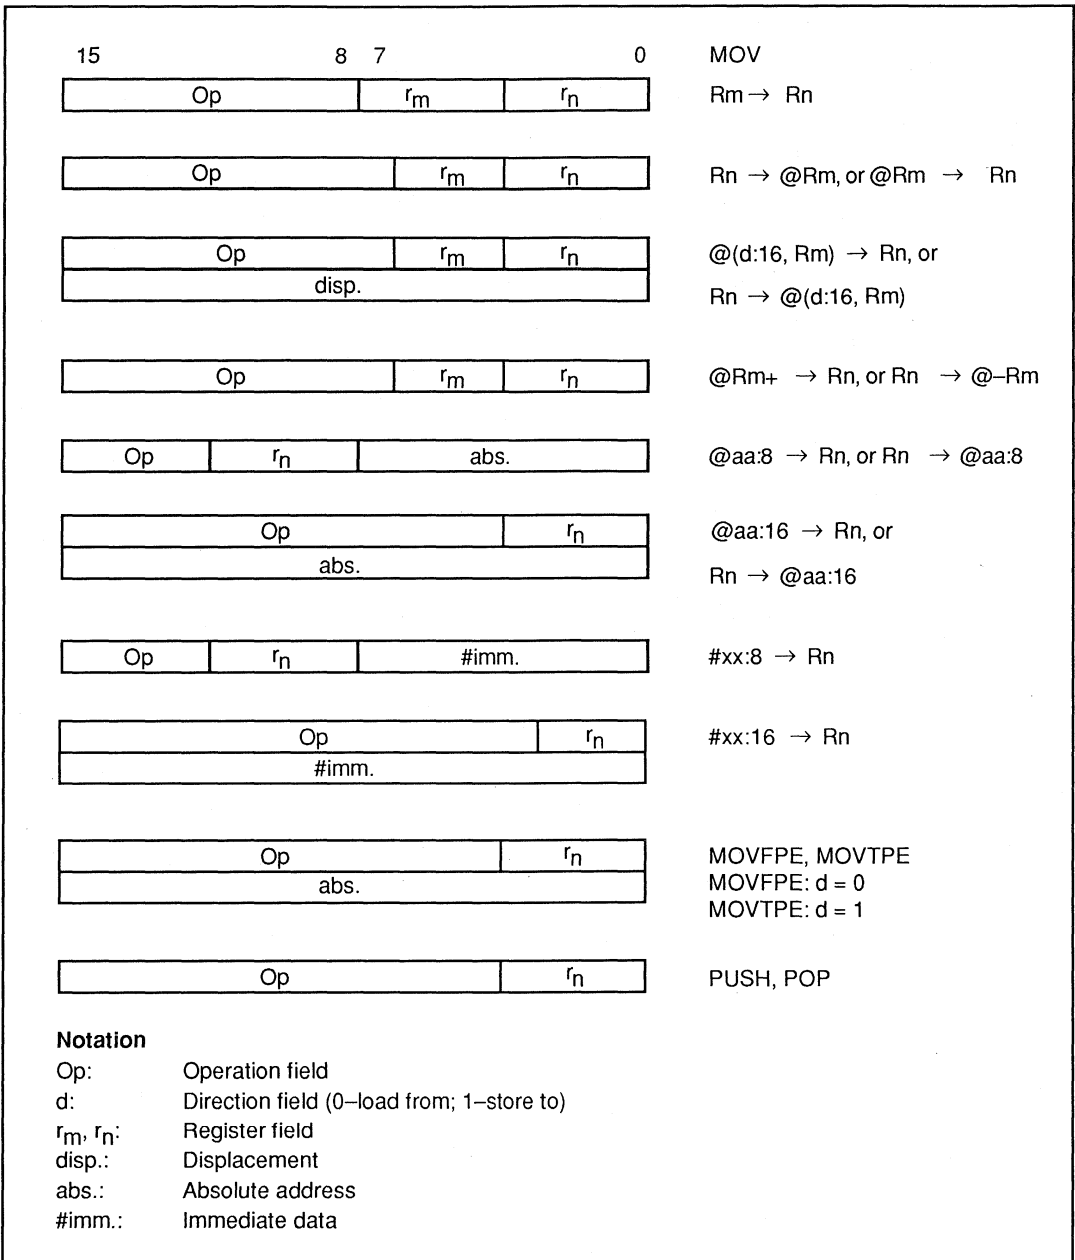 15 8 7 0 MOV
Op rm rn Rm → Rn
Op rm rn Rn → @Rm, or @Rm → Rn
Op rm rn @(d:16, Rm) → Rn, or
disp. Rn → @(d:16, Rm)
Op rm rn @Rm+ → Rn, or Rn → @–Rm
Op rn abs. @aa:8 → Rn, or Rn → @aa:8
Op rn @aa:16 → Rn, or
abs. Rn → @aa:16
Op rn #imm. #xx:8 → Rn
Op rn #xx:16 → Rn
#imm.
Op rn MOVFPE, MOVTPE
abs. MOVFPE: d = 0
MOVTPE: d = 1
Op rn PUSH, POP
Notation
Op: Operation field
d: Direction field (0–load from; 1–store to)
rm, rn: Register field
disp.: Displacement
abs.: Absolute address
#imm.: Immediate data